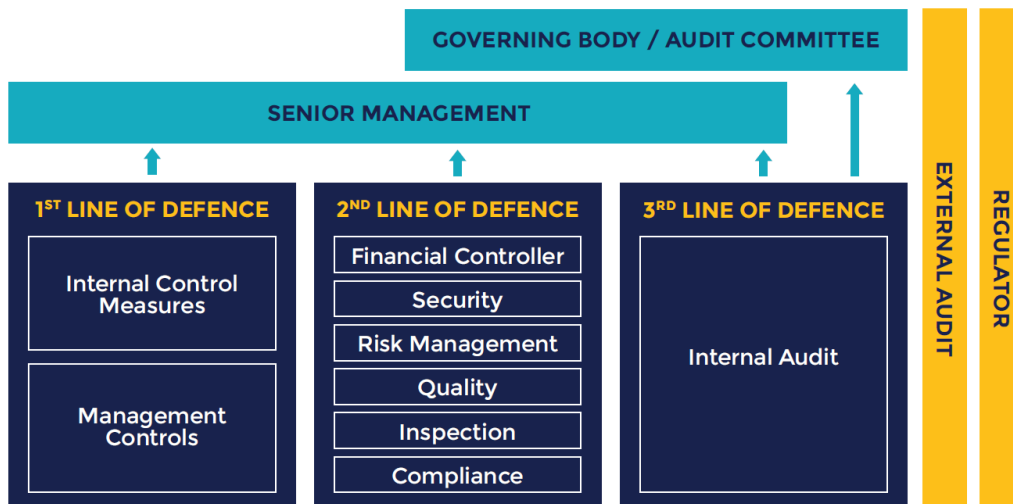 GOVERNING BODY / AUDIT COMMITTEE
SENIOR MANAGEMENT
1ST LINE OF DEFENCE
Internal Control
Measures
Management
Controls
2ND LINE OF DEFENCE
Financial Controller
Security
Risk Management
Quality
Inspection
Compliance
3RD LINE OF DEFENCE
Internal Audit
EXTERNAL AUDIT
REGULATOR